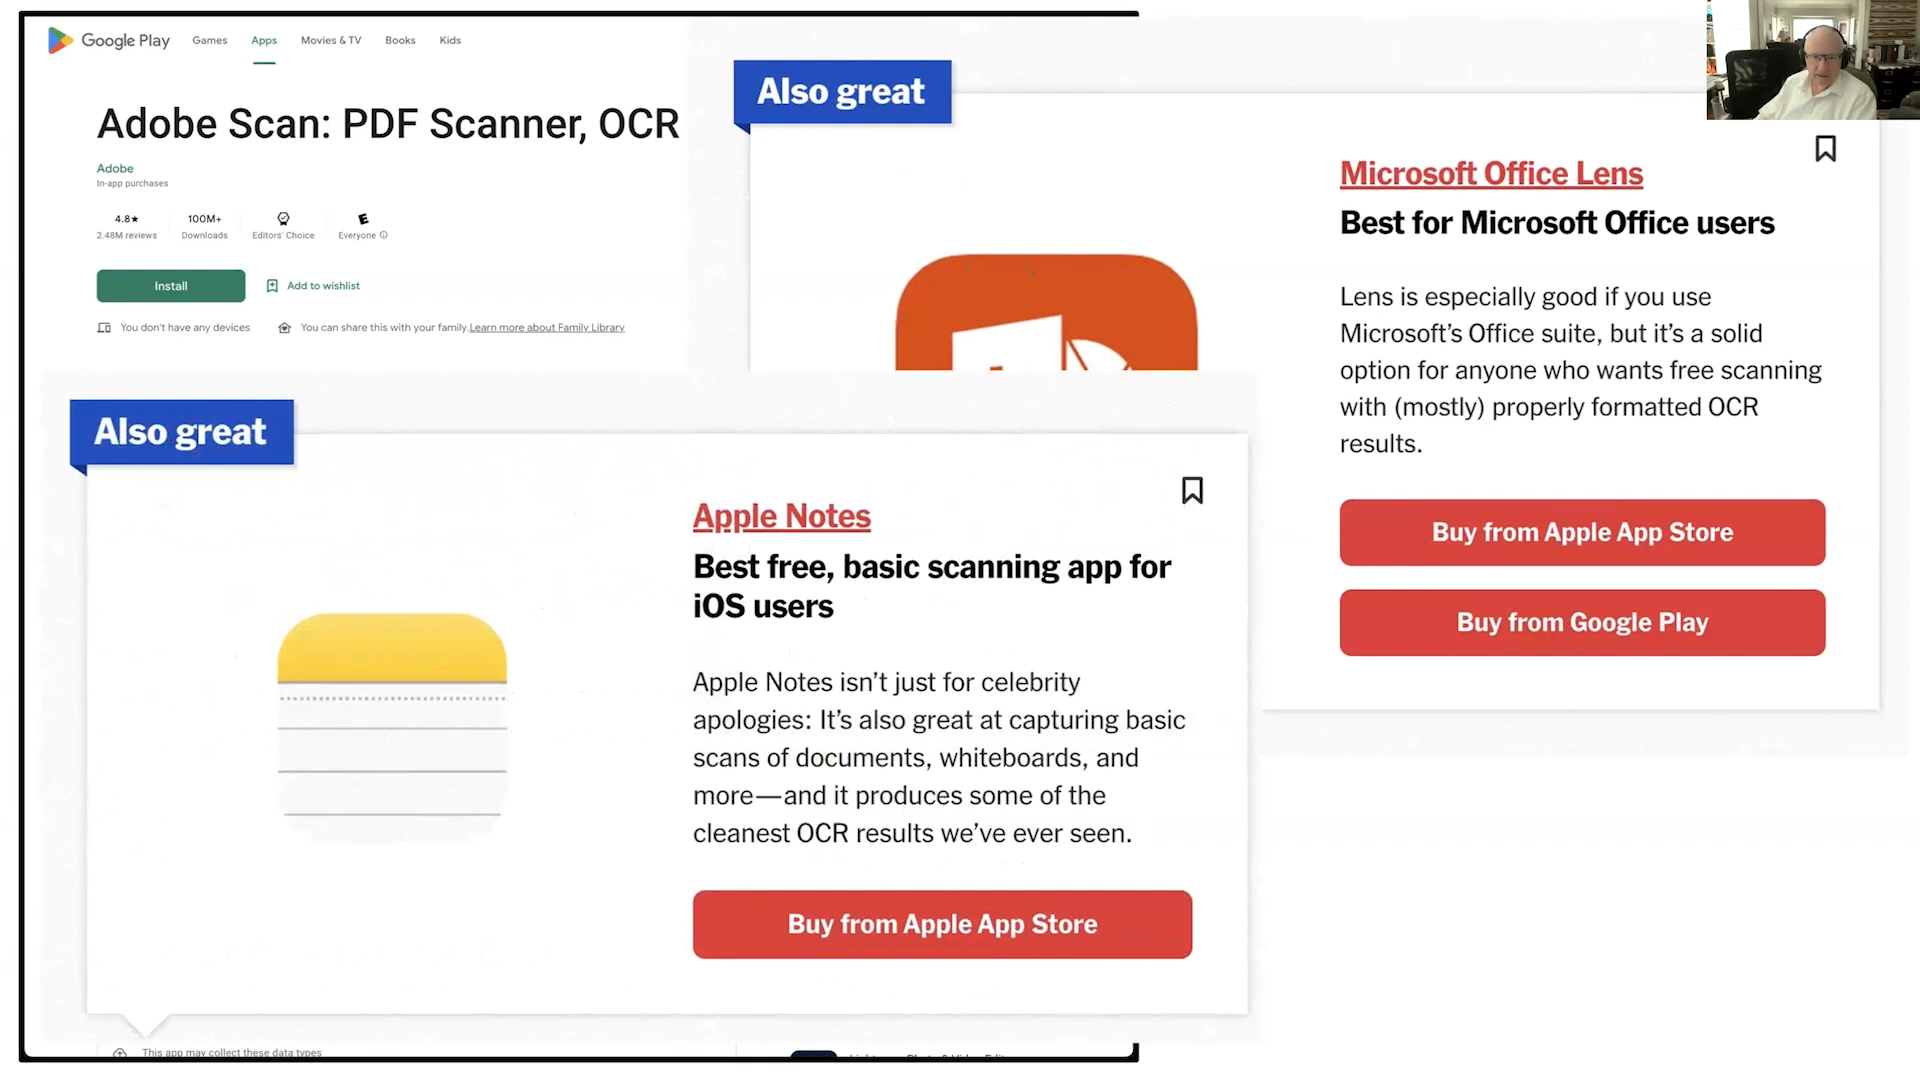 Google Play Games Apps Movies & TV Books Kids
Adobe Scan: PDF Scanner, OCR
Adobe
In-app purchases
4.8★ 100M+ E
2.48M reviews Downloads Editors' Choice Everyone
Install Add to wishlist
You don't have any devices You can share this with your family. Learn more about Family Library
Also great
Microsoft Office Lens
Best for Microsoft Office users
Lens is especially good if you use
Microsoft's Office suite, but it's a solid
option for anyone who wants free scanning
with (mostly) properly formatted OCR
results.
Buy from Apple App Store
Buy from Google Play
Also great
Apple Notes
Best free, basic scanning app for
iOS users
Apple Notes isn't just for celebrity
apologies: It's also great at capturing basic
scans of documents, whiteboards, and
more—and it produces some of the
cleanest OCR results we've ever seen.
Buy from Apple App Store
This app may collect these data types